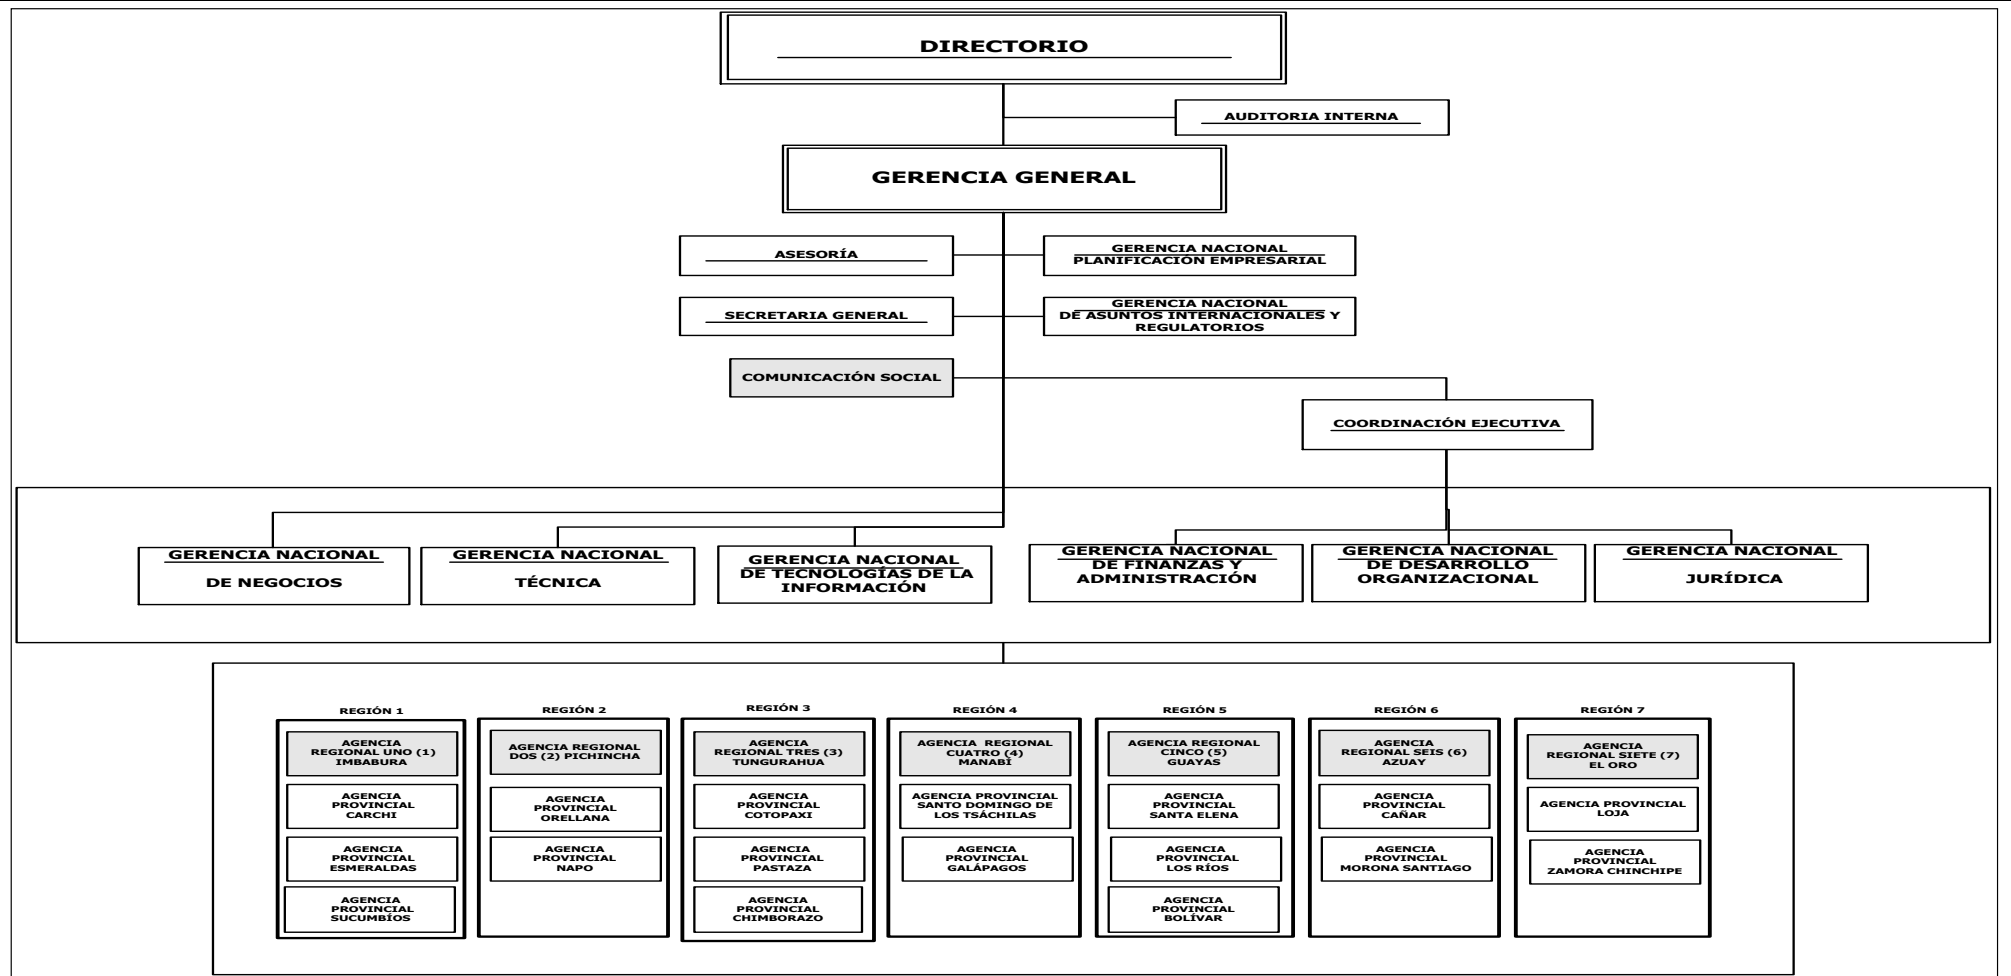 DIRECTORIO
AUDITORIA INTERNA
GERENCIA GENERAL
ASESORÍA
GERENCIA NACIONAL
PLANIFICACIÓN EMPRESARIAL
SECRETARIA GENERAL
GERENCIA NACIONAL
DE ASUNTOS INTERNACIONALES Y
REGULATORIOS
COMUNICACIÓN SOCIAL
COORDINACIÓN EJECUTIVA
GERENCIA NACIONAL
DE NEGOCIOS
GERENCIA NACIONAL
TÉCNICA
GERENCIA NACIONAL
DE TECNOLOGÍAS DE LA
INFORMACIÓN
GERENCIA NACIONAL
DE FINANZAS Y
ADMINISTRACIÓN
GERENCIA NACIONAL
DE DESARROLLO
ORGANIZACIONAL
GERENCIA NACIONAL
JURÍDICA
REGIÓN 1
AGENCIA
REGIONAL UNO (1)
IMBABURA
AGENCIA
PROVINCIAL
CARCHI
AGENCIA
PROVINCIAL
ESMERALDAS
AGENCIA
PROVINCIAL
SUCUMBÍOS
REGIÓN 2
AGENCIA REGIONAL
DOS (2) PICHINCHA
AGENCIA
PROVINCIAL
ORELLANA
AGENCIA
PROVINCIAL
NAPO
REGIÓN 3
AGENCIA
REGIONAL TRES (3)
TUNGURAHUA
AGENCIA
PROVINCIAL
COTOPAXI
AGENCIA
PROVINCIAL
PASTAZA
AGENCIA
PROVINCIAL
CHIMBORAZO
REGIÓN 4
AGENCIA REGIONAL
CUATRO (4)
MANABÍ
AGENCIA PROVINCIAL
SANTO DOMINGO DE
LOS TSÁCHILAS
AGENCIA
PROVINCIAL
GALÁPAGOS
REGIÓN 5
AGENCIA REGIONAL
CINCO (5)
GUAYAS
AGENCIA
PROVINCIAL
SANTA ELENA
AGENCIA
PROVINCIAL
LOS RÍOS
AGENCIA
PROVINCIAL
BOLÍVAR
REGIÓN 6
AGENCIA
REGIONAL SEIS (6)
AZUAY
AGENCIA
PROVINCIAL
CAÑAR
AGENCIA
PROVINCIAL
MORONA SANTIAGO
REGIÓN 7
AGENCIA
REGIONAL SIETE (7)
EL ORO
AGENCIA PROVINCIAL
LOJA
AGENCIA
PROVINCIAL
ZAMORA CHINCHIPE